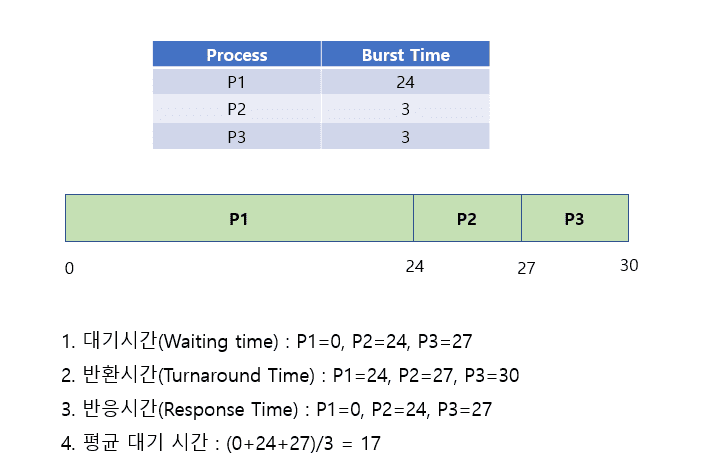 Process Burst Time
P1 24
P2 3
P3 3
P1 P2 P3
0 24 27 30
1. 대기시간(Waiting time) : P1=0, P2=24, P3=27
2. 반환시간(Turnaround Time) : P1=24, P2=27, P3=30
3. 반응시간(Response Time) : P1=0, P2=24, P3=27
4. 평균 대기 시간 : (0+24+27)/3 = 17